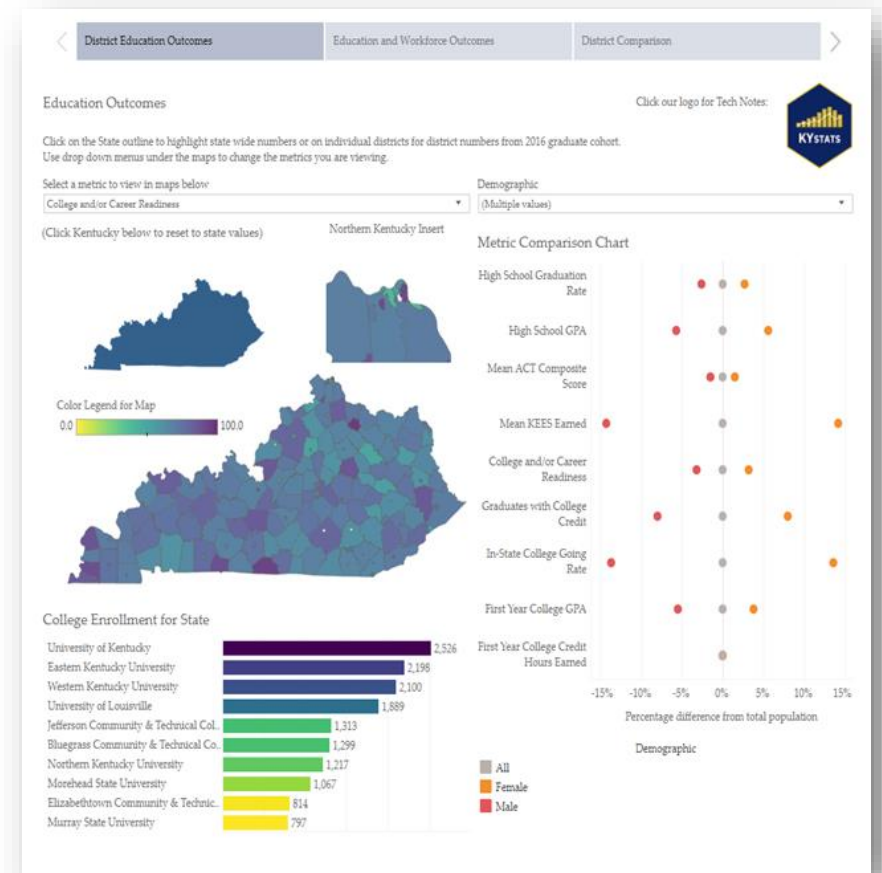 District Education Outcomes
Education and Workforce Outcomes
District Comparison
Education Outcomes
Click our logo for Tech Notes:
KYSTATS
Click on the State outline to highlight state wide numbers or on individual districts for district numbers from 2016 graduate cohort.
Use drop down menus under the maps to change the metrics you are viewing.
Select a metric to view in maps below
College and/or Career Readiness
Demographic
(Multiple values)
(Click Kentucky below to reset to state values)
Northern Kentucky Insert
Color Legend for Map
0.0
100.0
College Enrollment for State
University of Kentucky 2,526
Eastern Kentucky University 2,198
Western Kentucky University 2,100
University of Louisville 1,889
Jefferson Community & Technical Col.. 1,313
Bluegrass Community & Technical Co.. 1,299
Northern Kentucky University 1,217
Morehead State University 1,067
Elizabethtown Community & Technic.. 814
Murray State University 797
Metric Comparison Chart
High School Graduation
Rate
High School GPA
Mean ACT Composite
Score
Mean KEES Earned
College and/or Career
Readiness
Graduates with College
Credit
In-State College Going
Rate
First Year College GPA
First Year College Credit
Hours Earned
-15% -10% -5% 0% 5% 10% 15%
Percentage difference from total population
Demographic
All
Female
Male